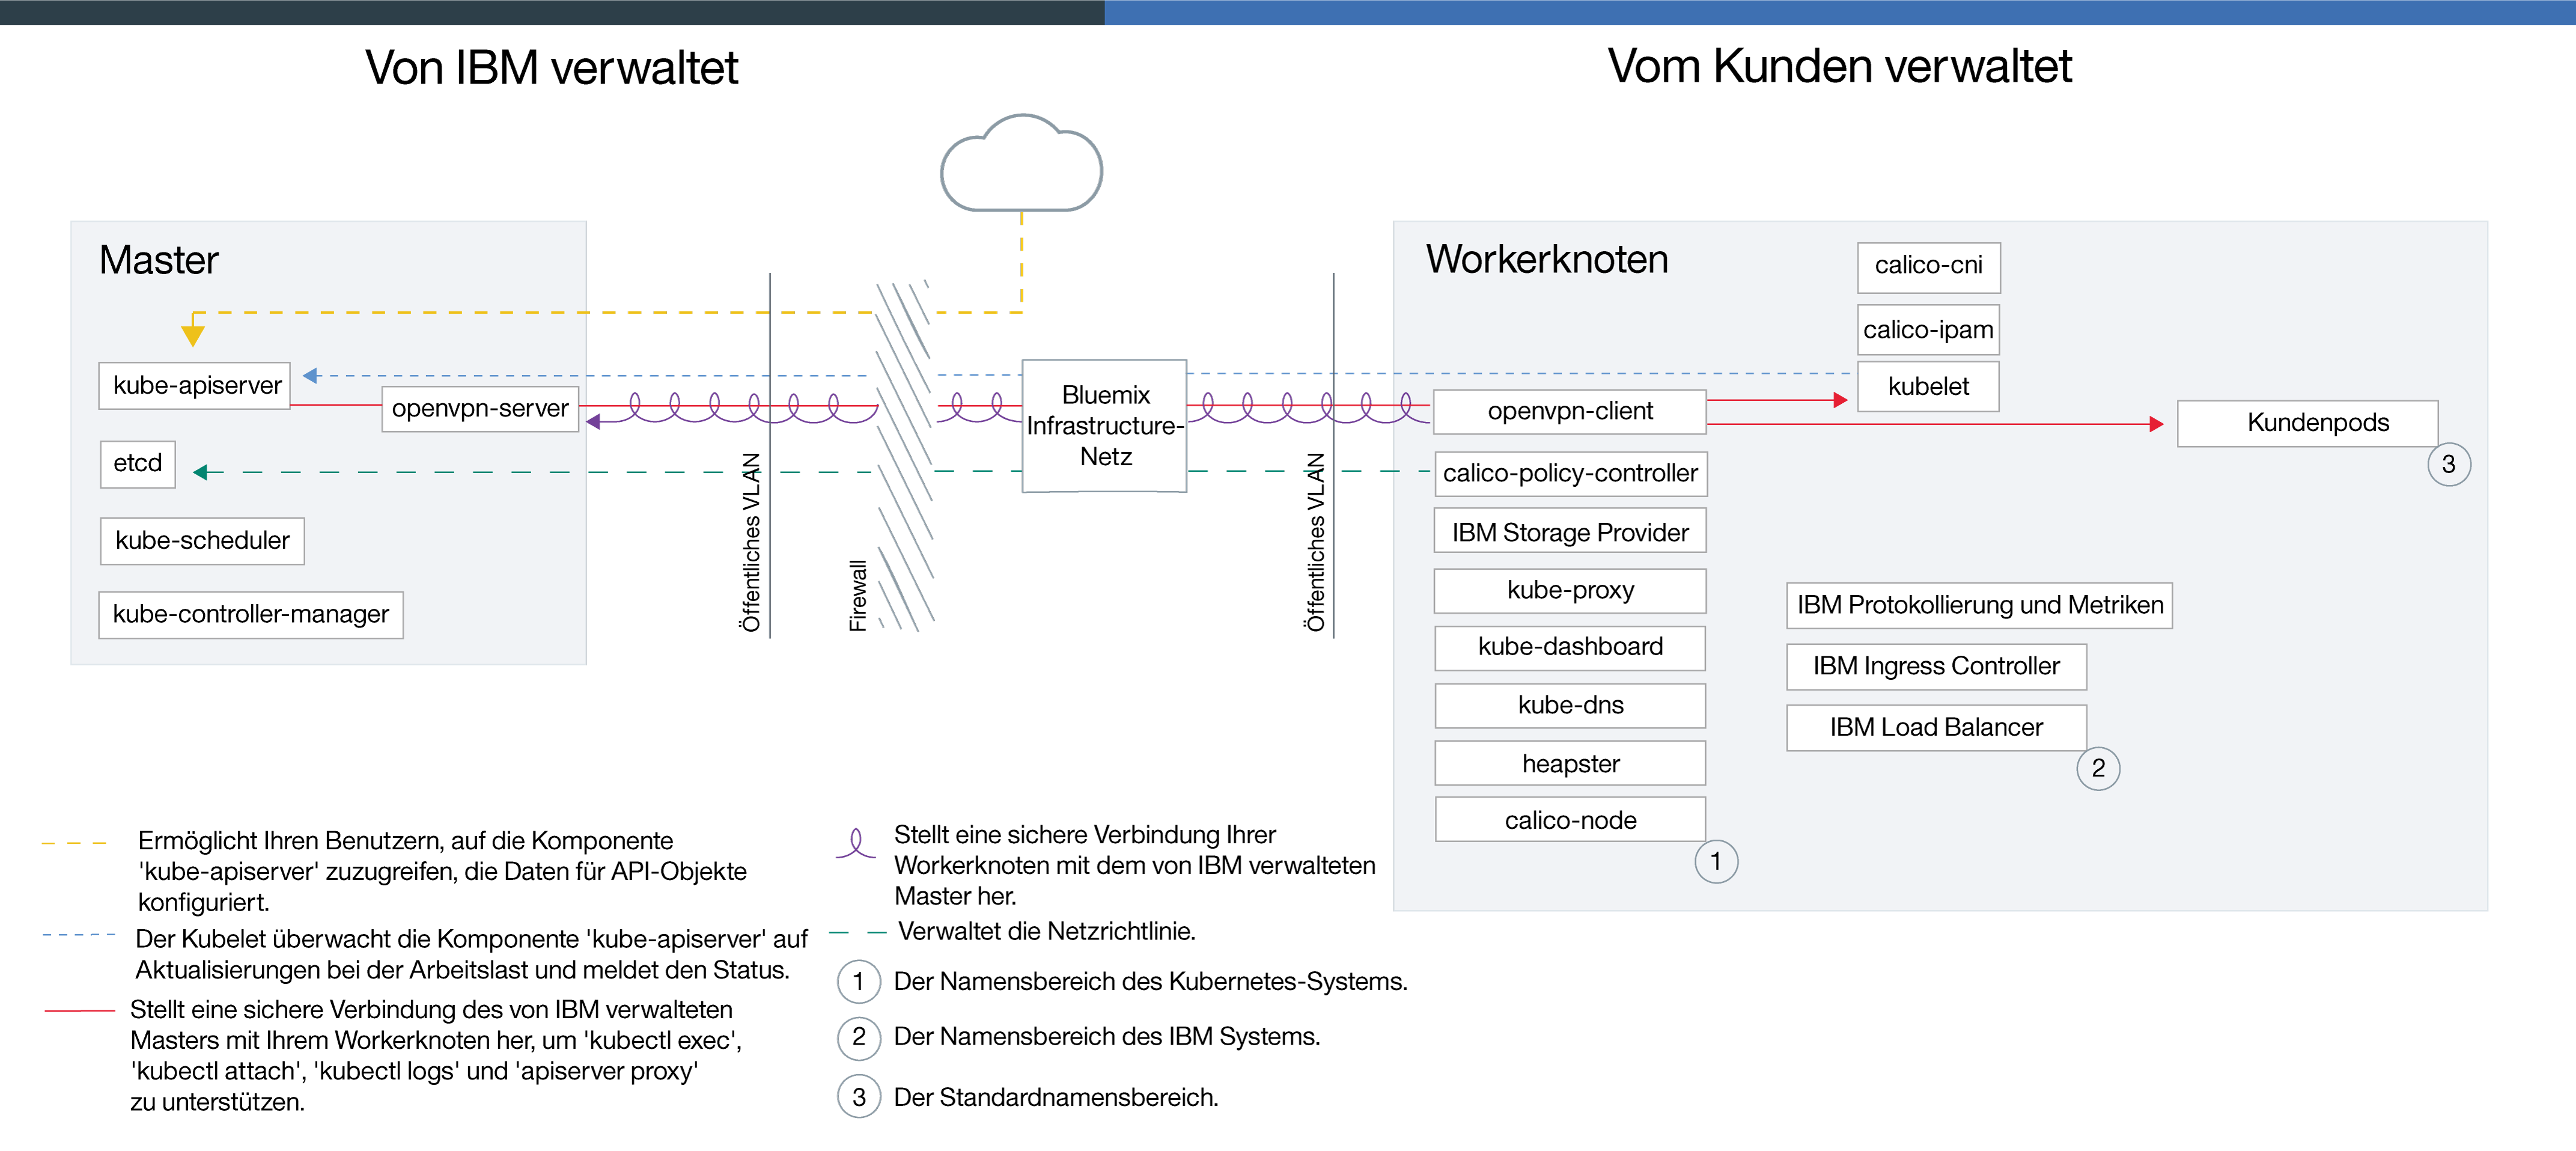 Von IBM verwaltet
Vom Kunden verwaltet
Master
kube-apiserver
openvpn-server
etcd
kube-scheduler
kube-controller-manager
Öffentliches VLAN
Firewall
Bluemix
Infrastructure-
Netz
Öffentliches VLAN
Workerknoten
calico-cni
calico-ipam
kubelet
openvpn-client
Kundenpods
3
calico-policy-controller
IBM Storage Provider
kube-proxy
kube-dashboard
kube-dns
heapster
calico-node
1
IBM Protokollierung und Metriken
IBM Ingress Controller
IBM Load Balancer
2
Ermöglicht Ihren Benutzern, auf die Komponente
'kube-apiserver' zuzugreifen, die Daten für API-Objekte
konfiguriert.
Der Kubelet überwacht die Komponente 'kube-apiserver' auf
Aktualisierungen bei der Arbeitslast und meldet den Status.
Stellt eine sichere Verbindung des von IBM verwalteten
Masters mit Ihrem Workerknoten her, um 'kubectl exec',
'kubectl attach', 'kubectl logs' und 'apiserver proxy'
zu unterstützen.
Stellt eine sichere Verbindung Ihrer
Workerknoten mit dem von IBM verwalteten
Master her.
Verwaltet die Netzrichtlinie.
1 Der Namensbereich des Kubernetes-Systems.
2 Der Namensbereich des IBM Systems.
3 Der Standardnamensbereich.